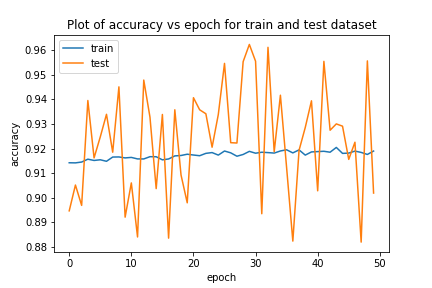 Plot of accuracy vs epoch for train and test dataset
train
test
0.96
0.95
0.94
0.93
0.92
0.91
0.90
0.89
0.88
accuracy
0 10 20 30 40 50
epoch